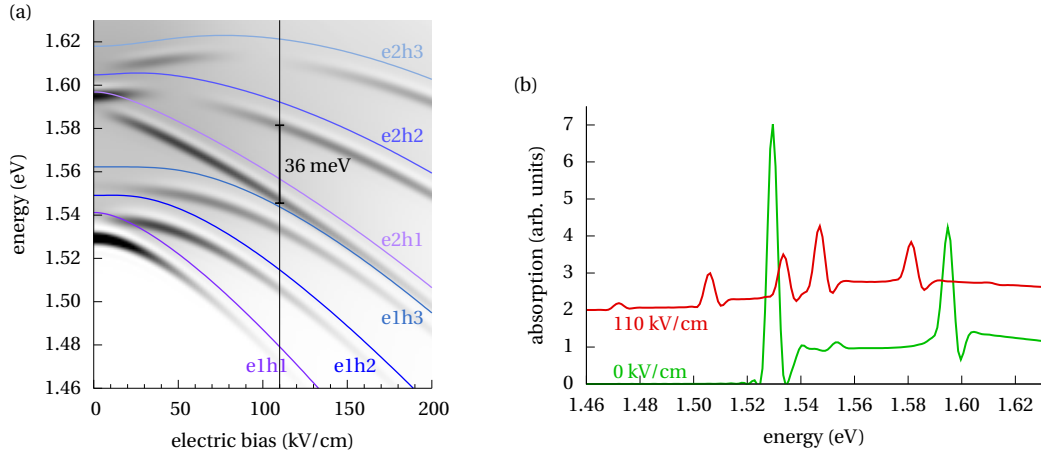 (a)
1.62
1.60
1.58
1.56
1.54
1.52
1.50
1.48
1.46
energy (eV)
0
50
100
150
200
electric bias (kV/cm)
e2h3
e2h2
36 meV
e2h1
e1h3
e1h1
e1h2
(b)
7
6
5
4
3
2
1
0
absorption (arb. units)
110 kV/cm
0 kV/cm
1.46
1.48
1.50
1.52
1.54
1.56
1.58
1.60
1.62
energy (eV)